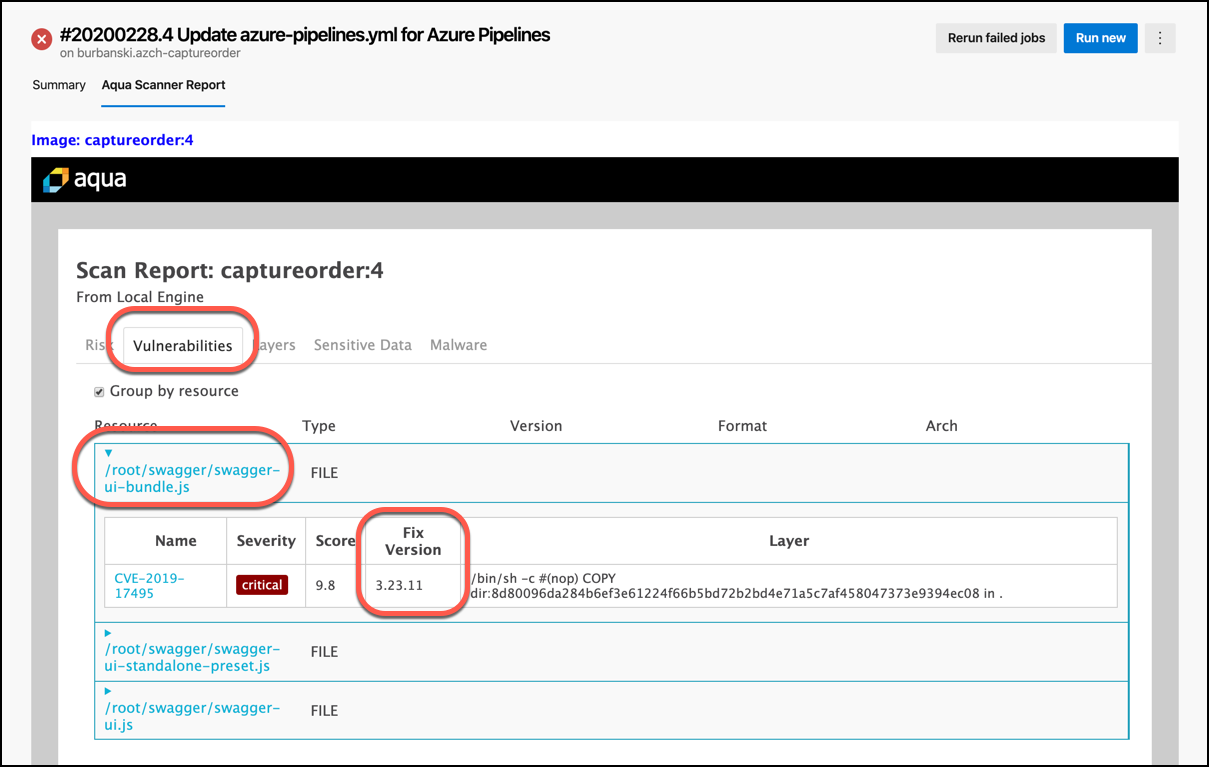 #20200228.4 Update azure-pipelines.yml for Azure Pipelines
on burbanski.azch-captureorder
Rerun failed jobs
Run new
Summary
Aqua Scanner Report
Image: captureorder:4
aqua
Scan Report: captureorder:4
From Local Engine
Risk
Vulnerabilities
Layers
Sensitive Data
Malware
Group by resource
Resource
Type
Version
Format
Arch
/root/swagger/swagger-
ui-bundle.js
FILE
Name
Severity
Score
Fix
Version
Layer
CVE-2019-
17495
critical
9.8
3.23.11
/bin/sh -c #(nop) COPY
dir:8d80096da284b6ef3e61224f66b5bd72b2bd4e71a5c7af458047373e9394ec08 in .
/root/swagger/swagger-
ui-standalone-preset.js
FILE
/root/swagger/swagger-
ui.js
FILE